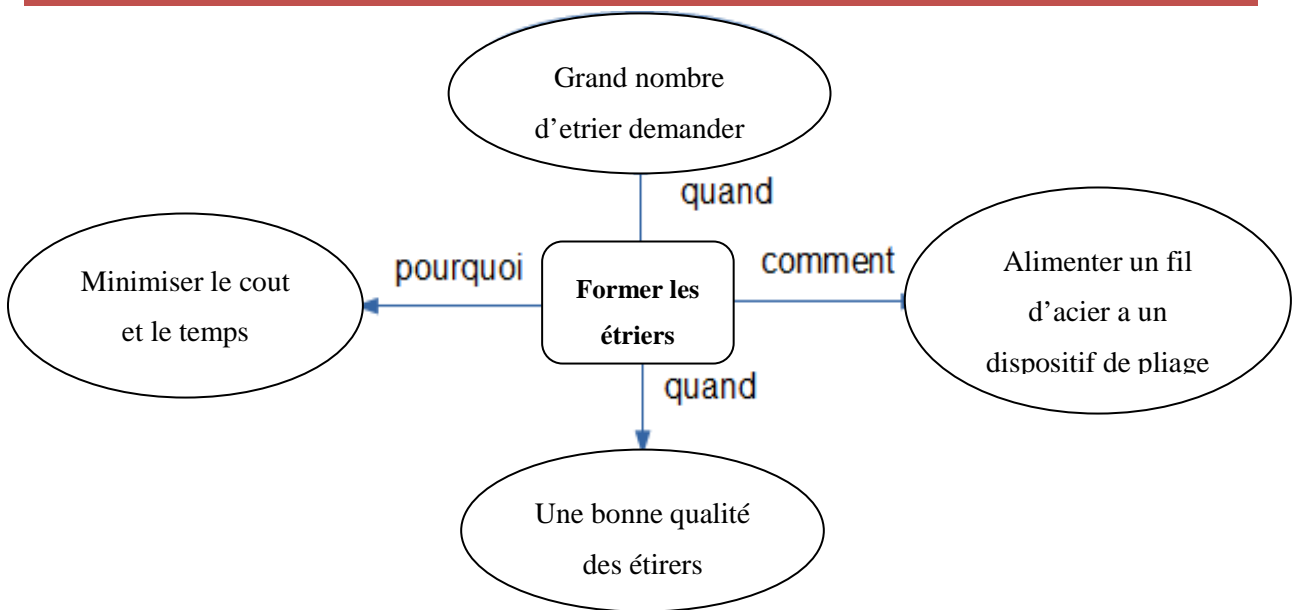 Grand nombre
d’etrier demander
quand
pourquoi
comment
Minimiser le cout
et le temps
Former les
étriers
Alimenter un fil
d’acier a un
dispositif de pliage
quand
Une bonne qualité
des étirers